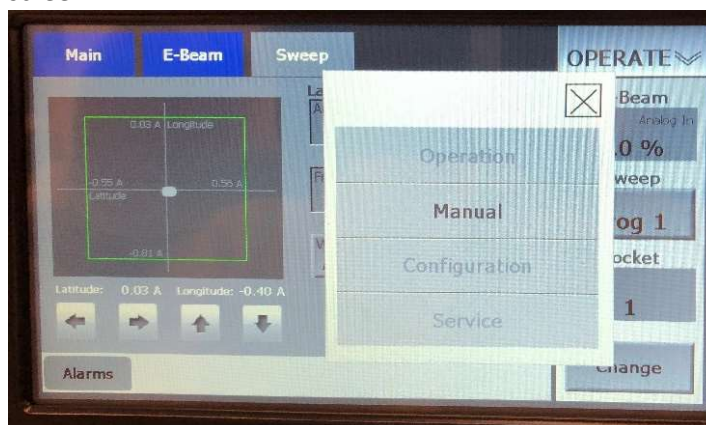 Main
E-Beam
Sweep
OPERATE
0.03 A Longitude
-0.55 A
0.55 A
Latitude
-0.81 A
Latitude: 0.03 A Longitude: -0.40 A
Operation
Manual
Configuration
Service
-Beam
Analog In
.0 %
weep
og 1
ocket
1
Change
Alarms